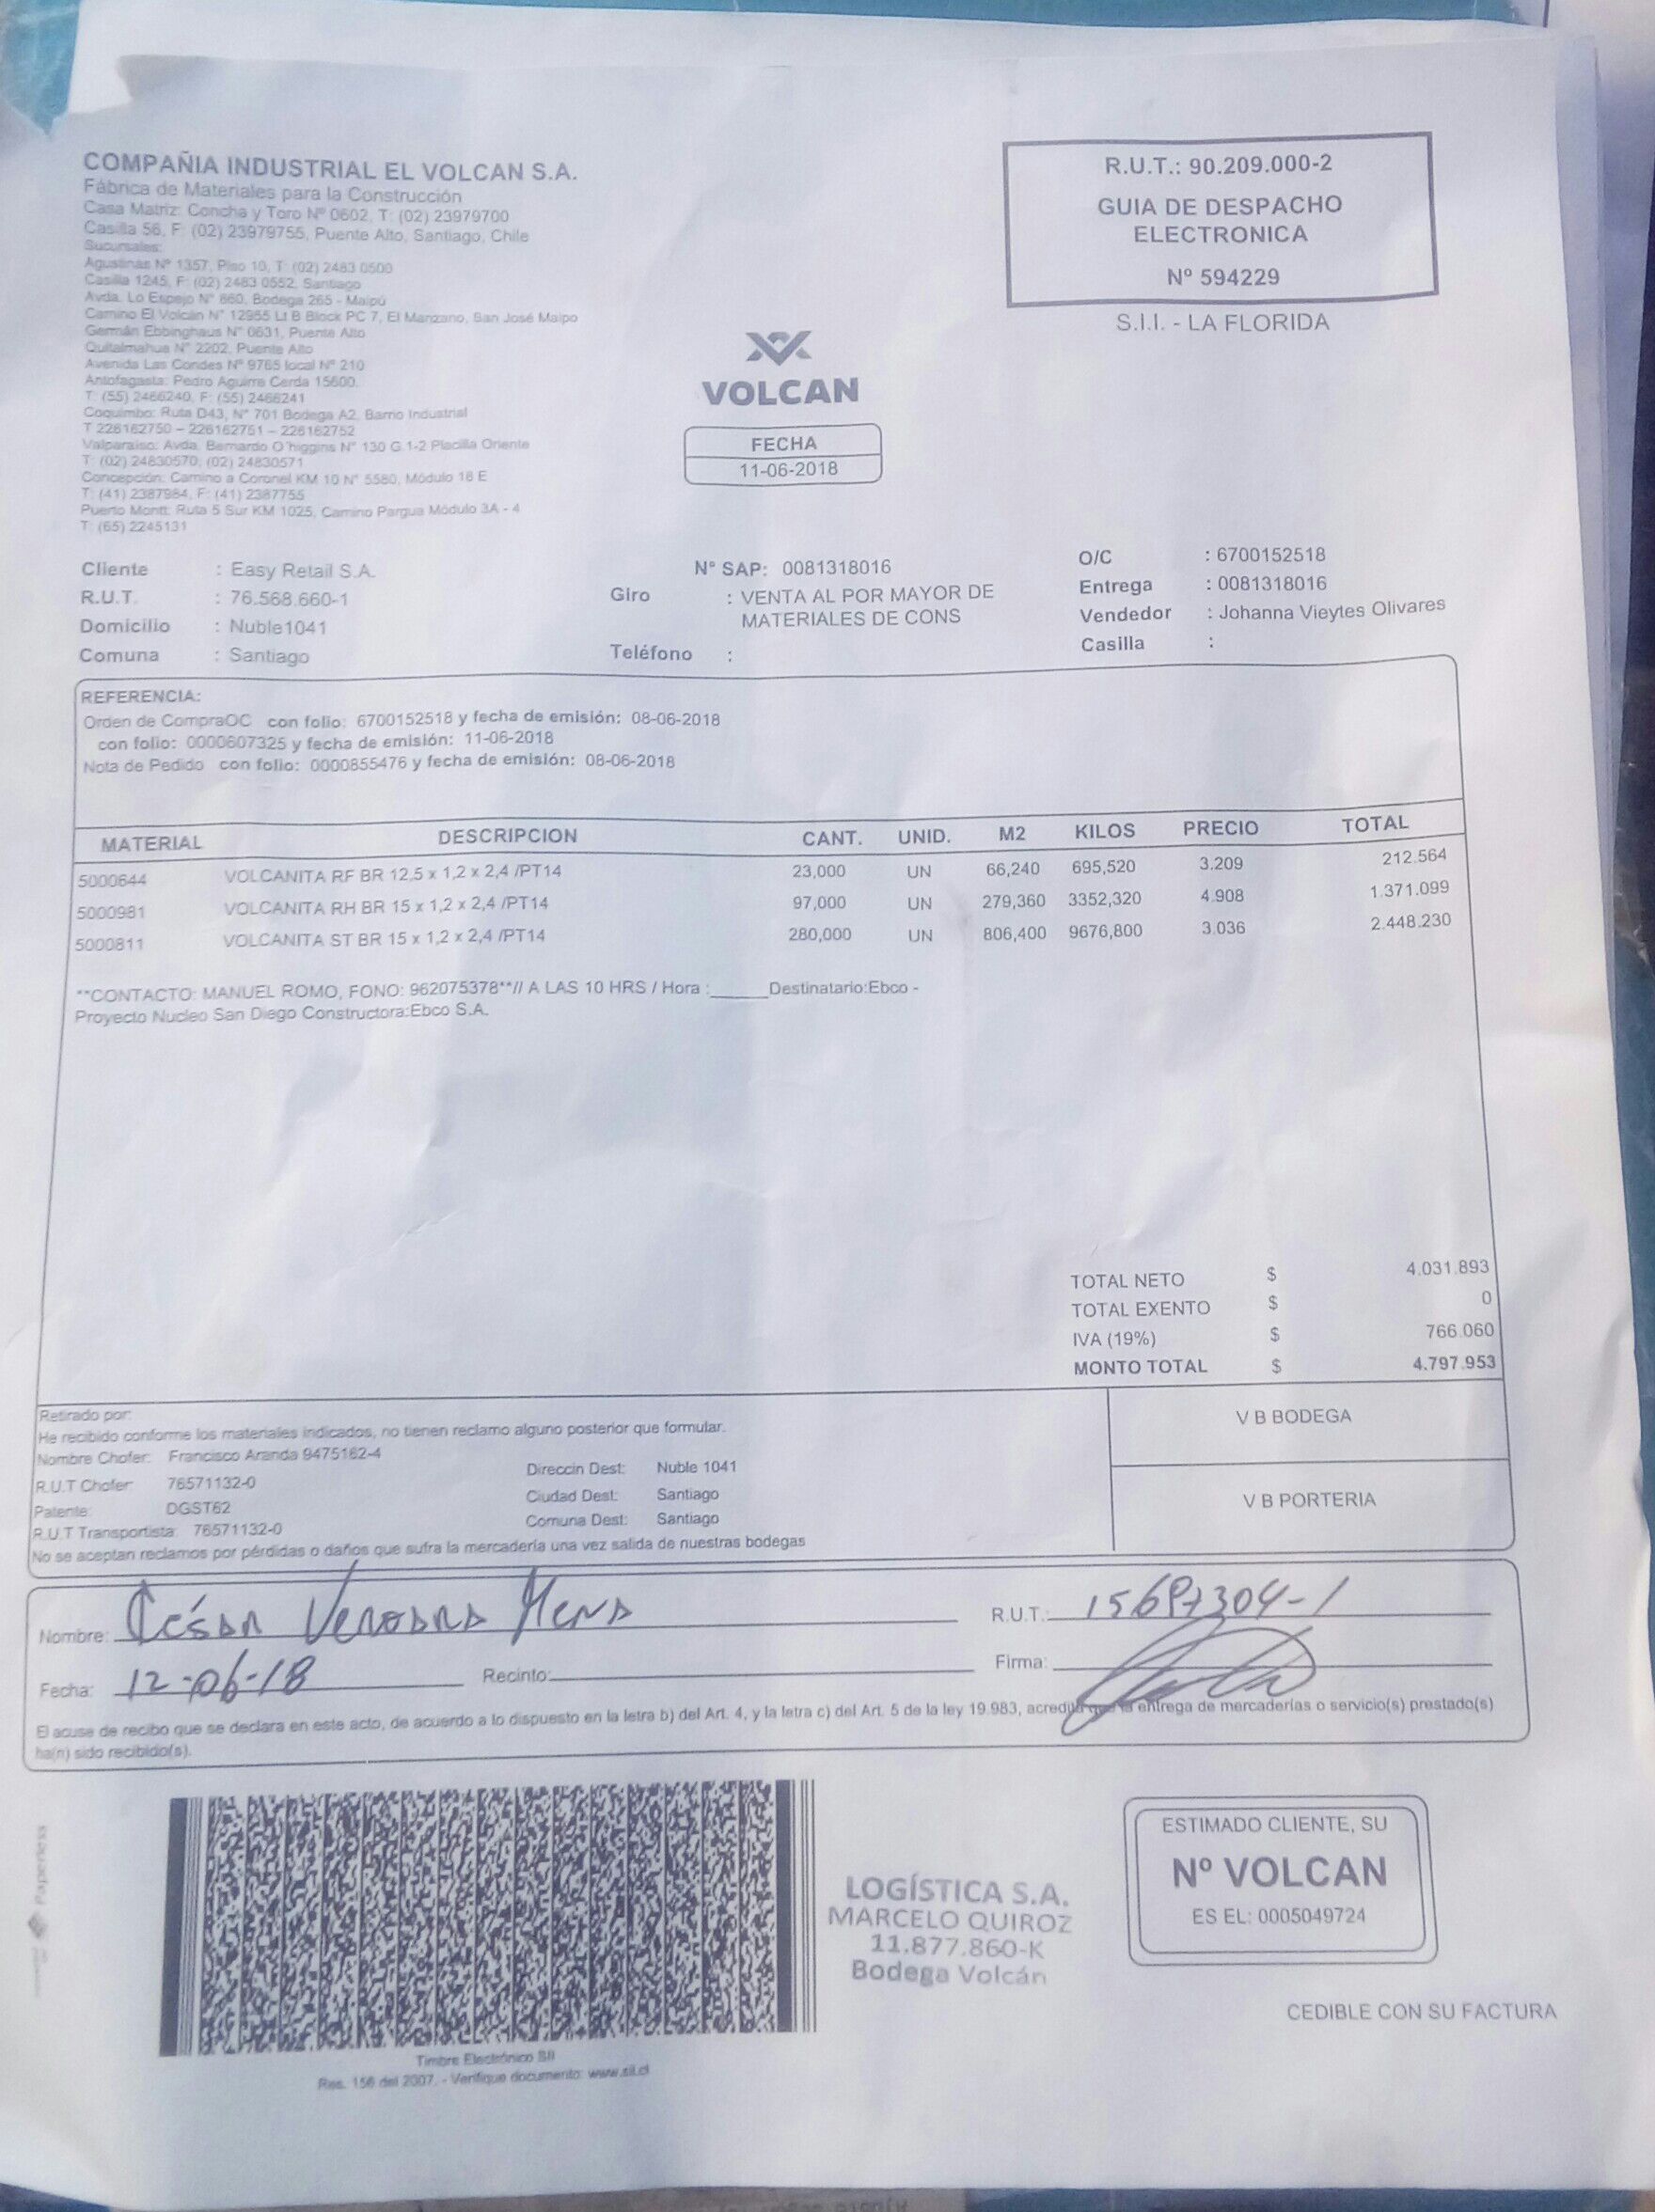 COMPAÑIA INDUSTRIAL EL VOLCAN S.A.
Fábrica de Materiales para la Construcción
Casa Matriz: Concha y Toro Nº 0602, T: (02) 23979700
Casilla 56, F: (02) 23979755, Puente Alto, Santiago, Chile
Sucursales:
Agustinas Nº 1357, Piso 10, T: (02) 2483 0500
Casilla 1245, F: (02) 2483 0552, Santiago
Avda. Lo Espejo N° 860, Bodega 265 - Maipú
Camino El Volcán N° 12955 Lt B Block PC 7, El Manzano, San José Maipo
Germán Ebbinghaus N° 0631, Puente Alto
Quitalmahue N° 2202, Puente Alto
Avenida Las Condes Nº 9765 local Nº 210
Antofagasta: Pedro Aguirre Cerda 15600.
T: (55) 2466240, F: (55) 2466241
Coquimbo: Ruta D43, N° 701 Bodega A2, Barrio Industrial
T 226162750 – 226162751 – 226162752
Valparaíso: Avda. Bernardo O´higgins N° 130 G.1-2 Placilla Oriente
T: (02) 24830570; (02) 24830571
Concepción: Camino a Coronel KM 10 N° 5580, Módulo 18 E
T: (41) 2387984, F: (41) 2387755
Puerto Montt: Ruta 5 Sur KM 1025, Camino Pargua Módulo 3A - 4
T: (65) 2245131
R.U.T.: 90.209.000-2
GUIA DE DESPACHO
ELECTRONICA
Nº 594229
S.I.I. - LA FLORIDA
VOLCAN
FECHA
11-06-2018
Cliente : Easy Retail S.A.
R.U.T. : 76.568.660-1
Domicilio : Nuble1041
Comuna : Santiago
N° SAP: 0081318016
Giro : VENTA AL POR MAYOR DE
MATERIALES DE CONS
Teléfono :
O/C : 6700152518
Entrega : 0081318016
Vendedor : Johanna Vieytes Olivares
Casilla :
REFERENCIA:
Orden de CompraOC con folio: 6700152518 y fecha de emisión: 08-06-2018
con folio: 0000607325 y fecha de emisión: 11-06-2018
Nota de Pedido con folio: 0000855476 y fecha de emisión: 08-06-2018
MATERIAL DESCRIPCION CANT. UNID. M2 KILOS PRECIO TOTAL
5000644 VOLCANITA RF BR 12,5 x 1,2 x 2,4 /PT14 23,000 UN 66,240 695,520 3.209 212.564
5000981 VOLCANITA RH BR 15 x 1,2 x 2,4 /PT14 97,000 UN 279,360 3352,320 4.908 1.371.099
5000811 VOLCANITA ST BR 15 x 1,2 x 2,4 /PT14 280,000 UN 806,400 9676,800 3.036 2.448.230
**CONTACTO: MANUEL ROMO, FONO: 962075378**// A LAS 10 HRS / Hora :______Destinatario:Ebco -
Proyecto Nucleo San Diego Constructora:Ebco S.A.
TOTAL NETO $ 4.031.893
TOTAL EXENTO $ 0
IVA (19%) $ 766.060
MONTO TOTAL $ 4.797.953
Retirado por:
He recibido conforme los materiales indicados, no tienen reclamo alguno posterior que formular.
Nombre Chofer: Francisco Aranda 9475162-4
R.U.T Chofer: 76571132-0
Patente: DGST62
R.U.T Transportista: 76571132-0
Direccin Dest: Nuble 1041
Ciudad Dest: Santiago
Comuna Dest: Santiago
No se aceptan reclamos por pérdidas o daños que sufra la mercadería una vez salida de nuestras bodegas
V B BODEGA
V B PORTERIA
Nombre: César Vergara Mena
R.U.T.: 15697304-1
Fecha: 12-06-18 Recinto: Firma:
El acuse de recibo que se declara en este acto, de acuerdo a lo dispuesto en la letra b) del Art. 4, y la letra c) del Art. 5 de la ley 19.983, acredita que la entrega de mercaderías o servicio(s) prestado(s)
ha(n) sido recibido(s).
Paperless
Timbre Electrónico SII
Res. 156 del 2007. - Verifique documento: www.sii.cl
LOGÍSTICA S.A.
MARCELO QUIROZ
11.877.860-K
Bodega Volcán
ESTIMADO CLIENTE, SU
Nº VOLCAN
ES EL: 0005049724
CEDIBLE CON SU FACTURA